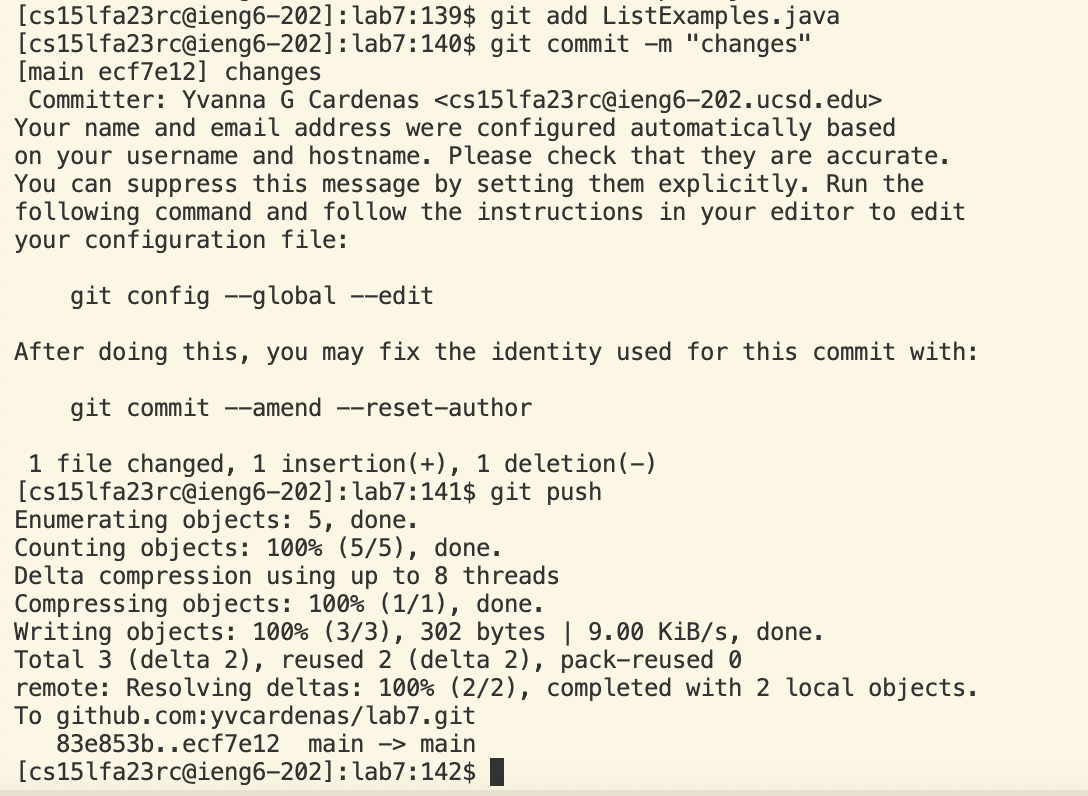 [cs15lfa23rc@ieng6-202]:lab7:139$ git add ListExamples.java
[cs15lfa23rc@ieng6-202]:lab7:140$ git commit -m "changes"
[main ecf7e12] changes
 Committer: Yvanna G Cardenas <cs15lfa23rc@ieng6-202.ucsd.edu>
Your name and email address were configured automatically based
on your username and hostname. Please check that they are accurate.
You can suppress this message by setting them explicitly. Run the
following command and follow the instructions in your editor to edit
your configuration file:

    git config --global --edit

After doing this, you may fix the identity used for this commit with:

    git commit --amend --reset-author

 1 file changed, 1 insertion(+), 1 deletion(-)
[cs15lfa23rc@ieng6-202]:lab7:141$ git push
Enumerating objects: 5, done.
Counting objects: 100% (5/5), done.
Delta compression using up to 8 threads
Compressing objects: 100% (1/1), done.
Writing objects: 100% (3/3), 302 bytes | 9.00 KiB/s, done.
Total 3 (delta 2), reused 2 (delta 2), pack-reused 0
remote: Resolving deltas: 100% (2/2), completed with 2 local objects.
To github.com:yvcardenas/lab7.git
   83e853b..ecf7e12  main -> main
[cs15lfa23rc@ieng6-202]:lab7:142$